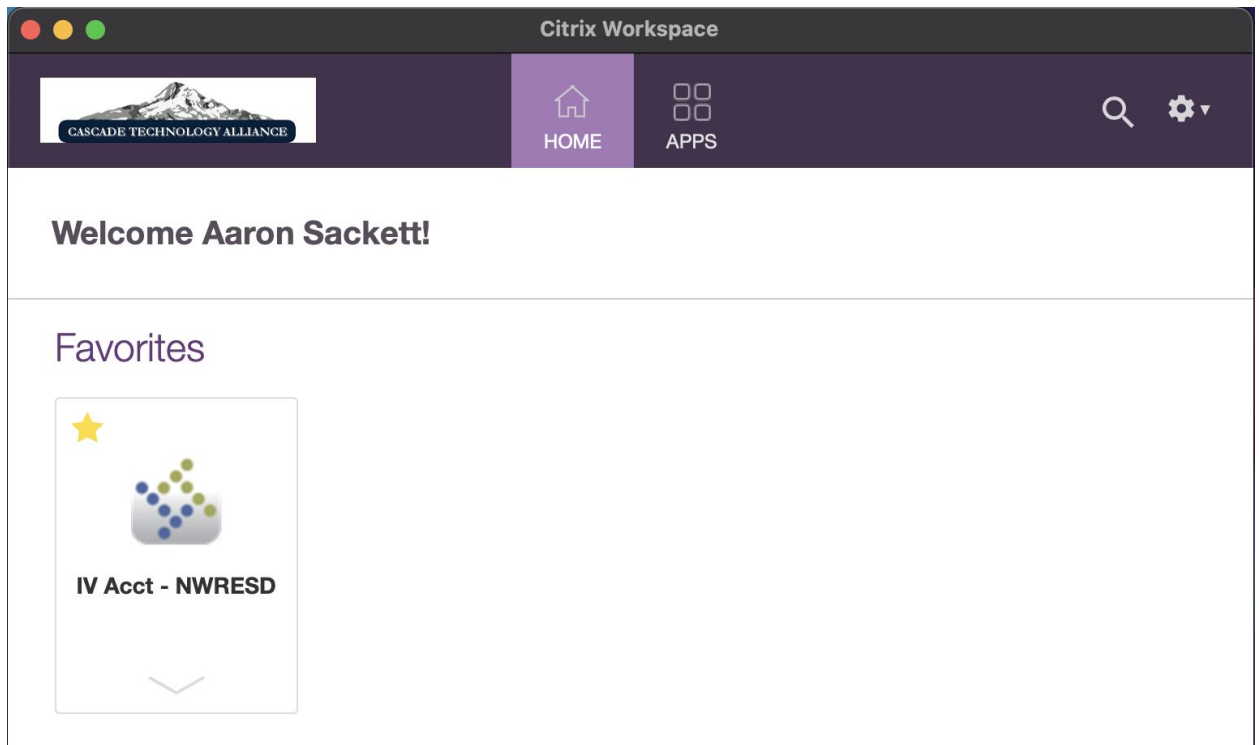 Citrix Workspace
CASCADE TECHNOLOGY ALLIANCE
HOME
APPS
Welcome Aaron Sackett!
Favorites
IV Acct - NWRESD